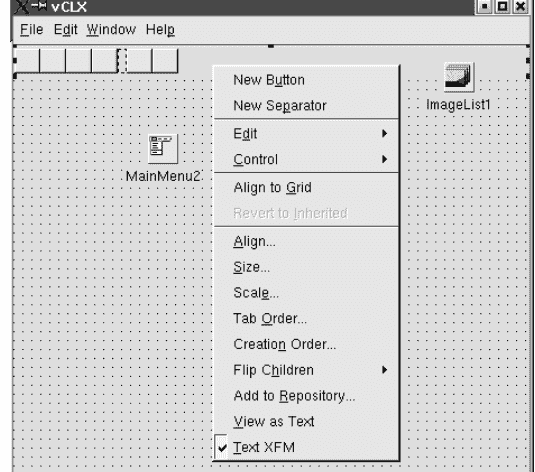 vCLX
File Edit Window Help
New Button
New Separator
Edit
Control
Align to Grid
Revert to Inherited
Align...
Size...
Scale...
Tab Order...
Creation Order...
Flip Children
Add to Repository...
View as Text
Text XFM
ImageList1
MainMenu2